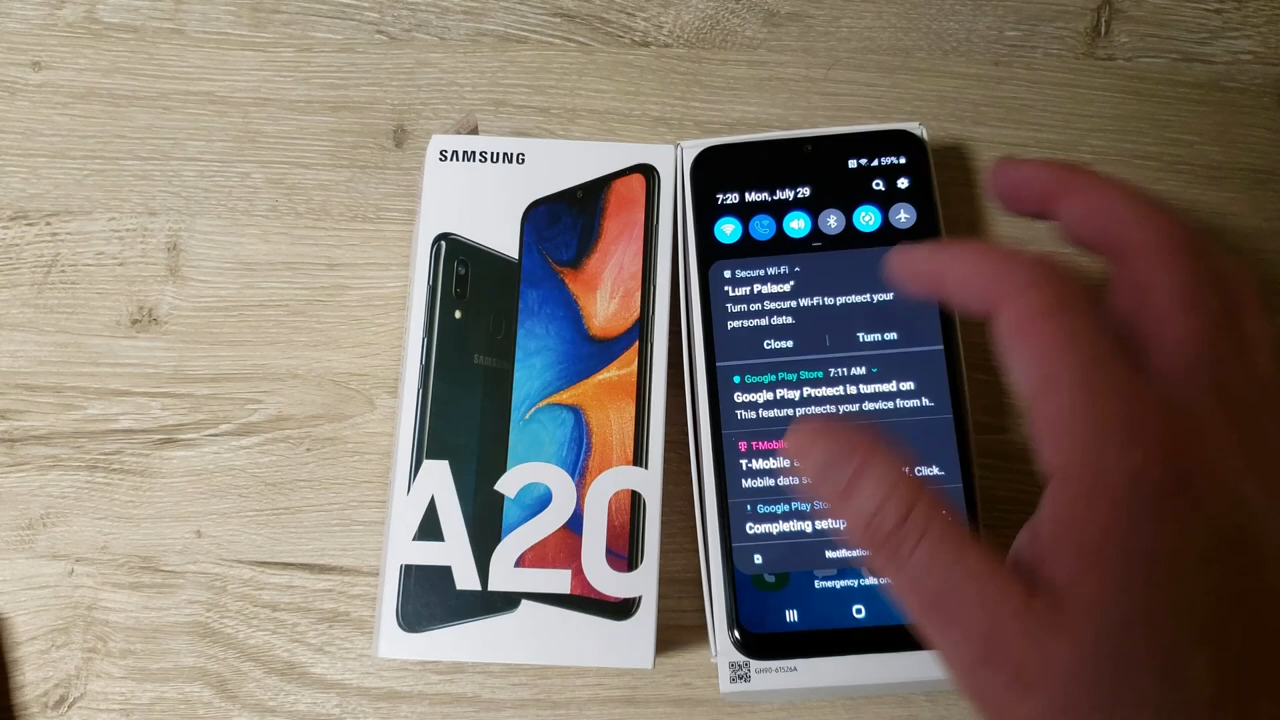 SAMSUNG
SAMSUNG
A20
59%
7:20 Mon, July 29
Secure Wi-Fi
"Lurr Palace"
Turn on Secure Wi-Fi to protect your
personal data.
Close Turn on
Google Play Store 7:11 AM
Google Play Protect is turned on
This feature protects your device from h..
T-Mobile
T-Mobile
Mobile data Click..
Google Play
Completing setup
Emergency calls
GH90-61526A